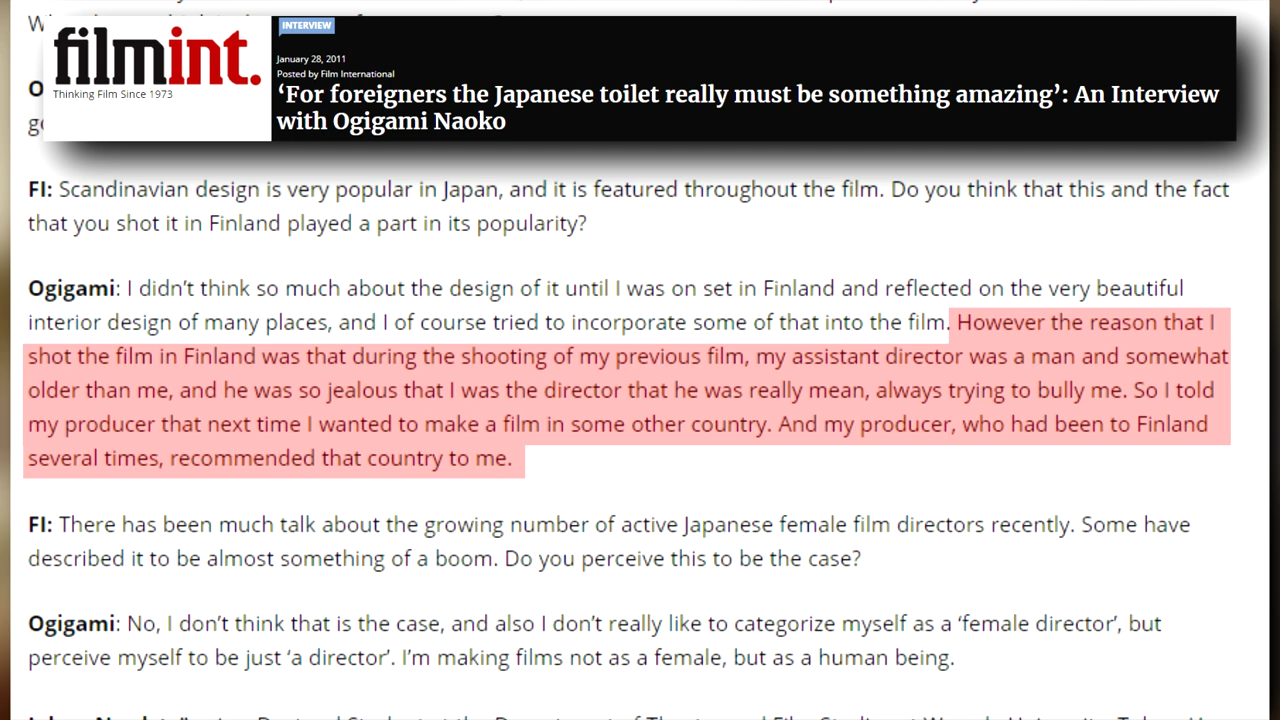 filmint.
Thinking Film Since 1973
INTERVIEW
January 28, 2011
Posted by Film International
‘For foreigners the Japanese toilet really must be something amazing’: An Interview
with Ogigami Naoko
FI: Scandinavian design is very popular in Japan, and it is featured throughout the film. Do you think that this and the fact
that you shot it in Finland played a part in its popularity?
Ogigami: I didn’t think so much about the design of it until I was on set in Finland and reflected on the very beautiful
interior design of many places, and I of course tried to incorporate some of that into the film. However the reason that I
shot the film in Finland was that during the shooting of my previous film, my assistant director was a man and somewhat
older than me, and he was so jealous that I was the director that he was really mean, always trying to bully me. So I told
my producer that next time I wanted to make a film in some other country. And my producer, who had been to Finland
several times, recommended that country to me.
FI: There has been much talk about the growing number of active Japanese female film directors recently. Some have
described it to be almost something of a boom. Do you perceive this to be the case?
Ogigami: No, I don’t think that is the case, and also I don’t really like to categorize myself as a ‘female director’, but
perceive myself to be just ‘a director’. I’m making films not as a female, but as a human being.